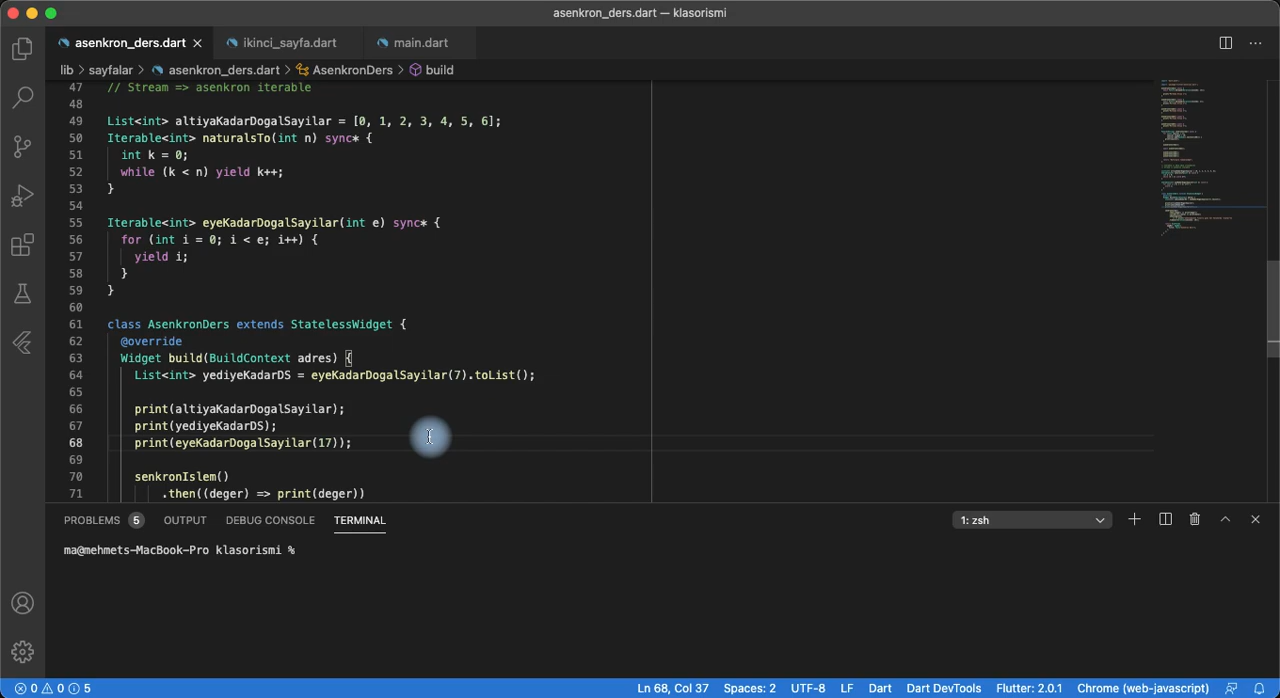 asenkron_ders.dart — klasorismi
asenkron_ders.dart
ikinci_sayfa.dart
main.dart
lib > sayfalar > asenkron_ders.dart > AsenkronDers > build
47 // Stream => asenkron iterable
48
49 List<int> altiyaKadarDogalSayilar = [0, 1, 2, 3, 4, 5, 6];
50 Iterable<int> naturalsTo(int n) sync* {
51 int k = 0;
52 while (k < n) yield k++;
53 }
54
55 Iterable<int> eyeKadarDogalSayilar(int e) sync* {
56 for (int i = 0; i < e; i++) {
57 yield i;
58 }
59 }
60
61 class AsenkronDers extends StatelessWidget {
62 @override
63 Widget build(BuildContext adres) {
64 List<int> yediyeKadarDS = eyeKadarDogalSayilar(7).toList();
65
66 print(altiyaKadarDogalSayilar);
67 print(yediyeKadarDS);
68 print(eyeKadarDogalSayilar(17));
69
70 senkronIslem()
71 .then((deger) => print(deger))
PROBLEMS 5 OUTPUT DEBUG CONSOLE TERMINAL 1: zsh
ma@mehmets-MacBook-Pro klasorismi %
0 0 5 Ln 68, Col 37 Spaces: 2 UTF-8 LF Dart Dart DevTools Flutter: 2.0.1 Chrome (web-javascript)